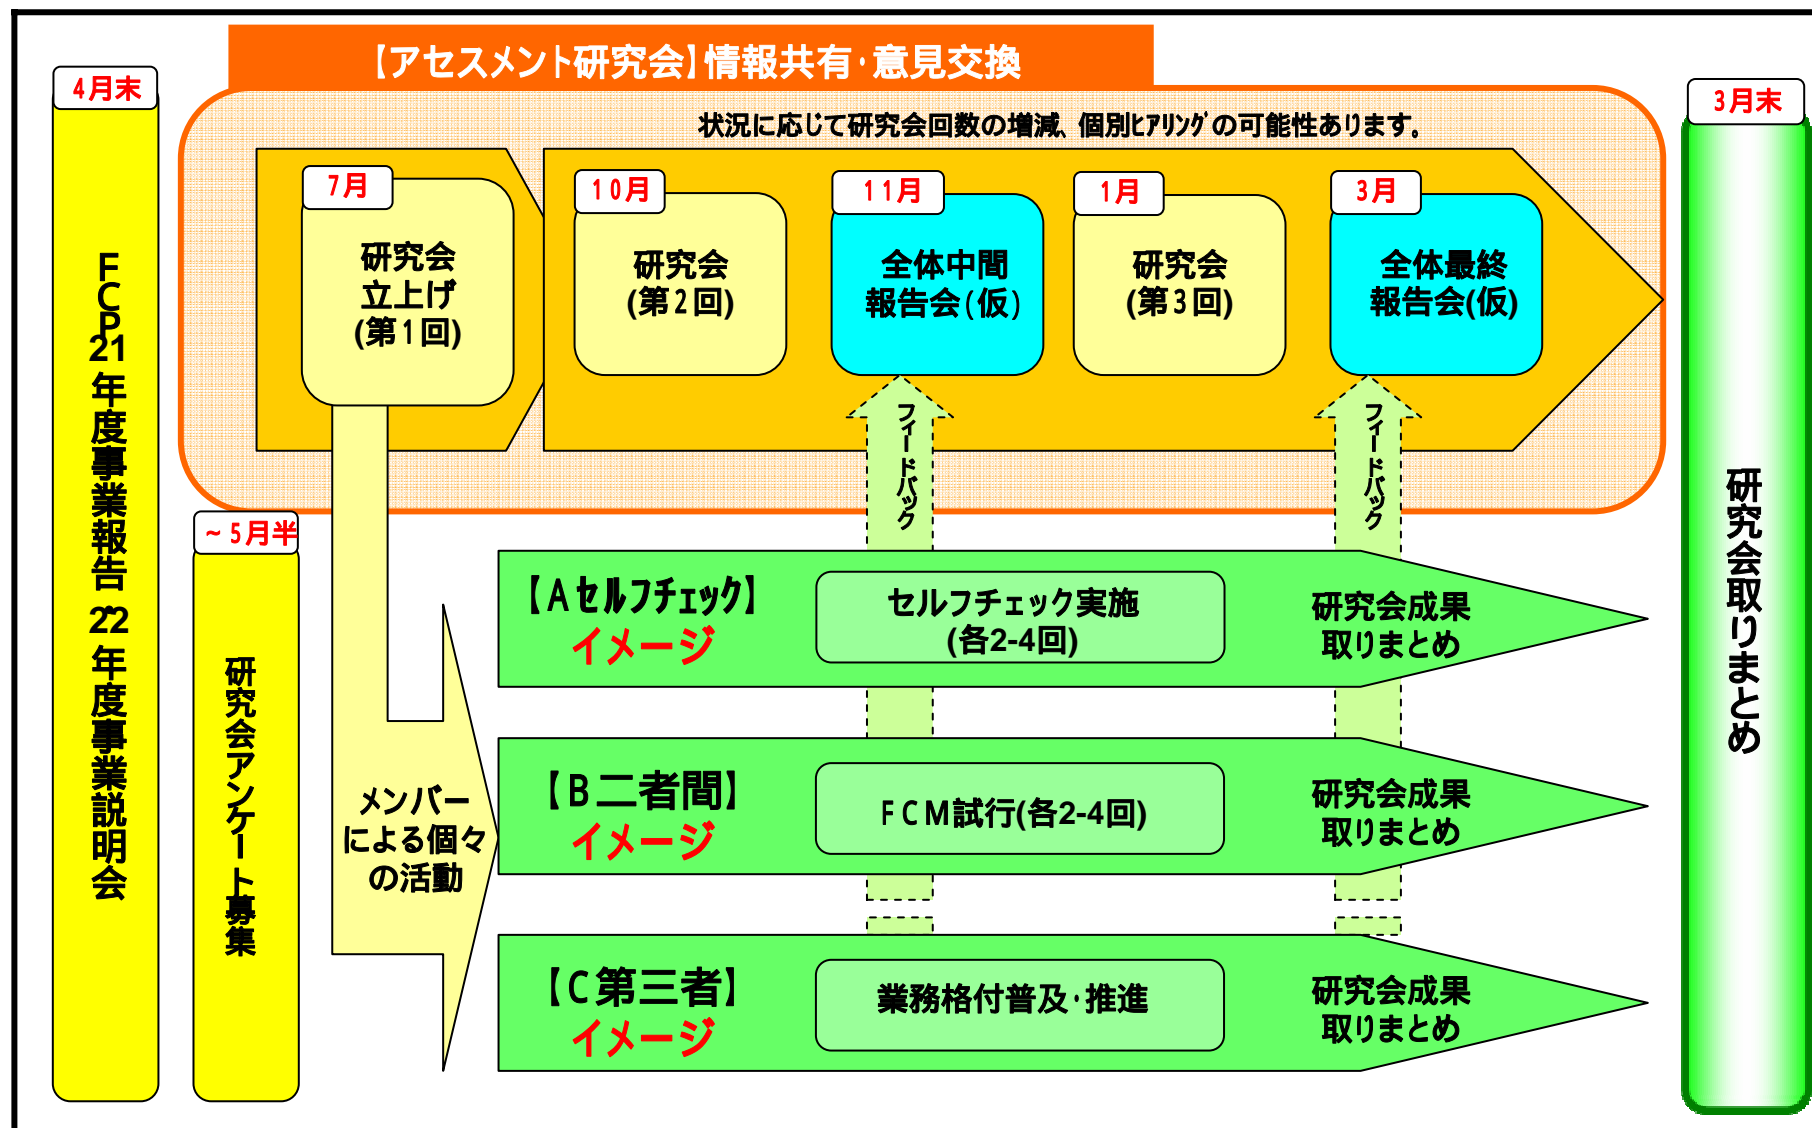 【アセスメント研究会】情報共有・意見交換
4月末
FCP21年度事業報告・22年度事業説明会
状況に応じて研究会回数の増減、個別ﾋｱﾘﾝｸﾞの可能性あります。
7月
研究会
立上げ
(第1回)
10月
研究会
(第2回)
11月
全体中間
報告会(仮)
1月
研究会
(第3回)
3月
全体最終
報告会(仮)
フィードバック
フィードバック
~5月半
研究会アンケート募集
メンバー
による個々
の活動
【Aセルフチェック】
イメージ
セルフチェック実施
(各2-4回)
研究会成果
取りまとめ
【B二者間】
イメージ
FCM試行(各2-4回)
研究会成果
取りまとめ
【C第三者】
イメージ
業務格付普及・推進
研究会成果
取りまとめ
3月末
研究会取りまとめ